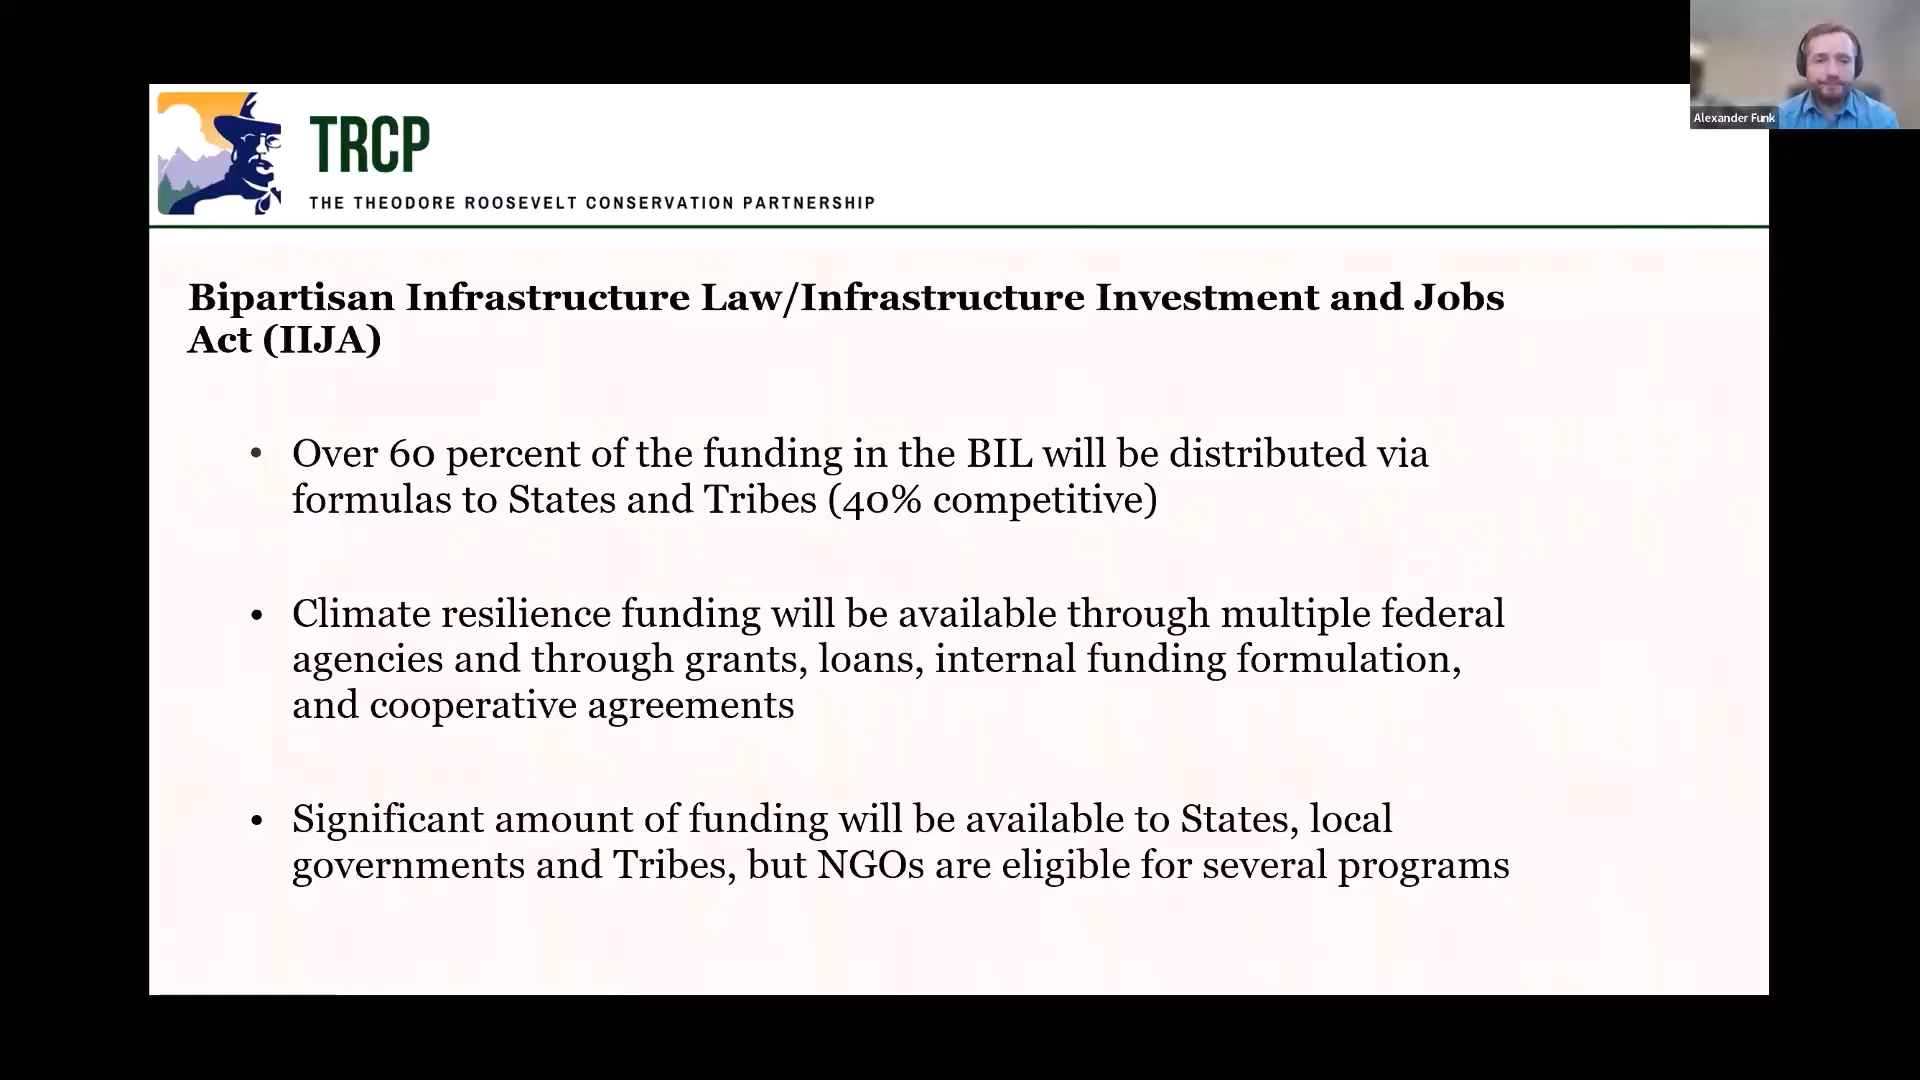 Alexander Funk
TRCP
THE THEODORE ROOSEVELT CONSERVATION PARTNERSHIP
Bipartisan Infrastructure Law/Infrastructure Investment and Jobs
Act (IIJA)
• Over 60 percent of the funding in the BIL will be distributed via
formulas to States and Tribes (40% competitive)
• Climate resilience funding will be available through multiple federal
agencies and through grants, loans, internal funding formulation,
and cooperative agreements
• Significant amount of funding will be available to States, local
governments and Tribes, but NGOs are eligible for several programs